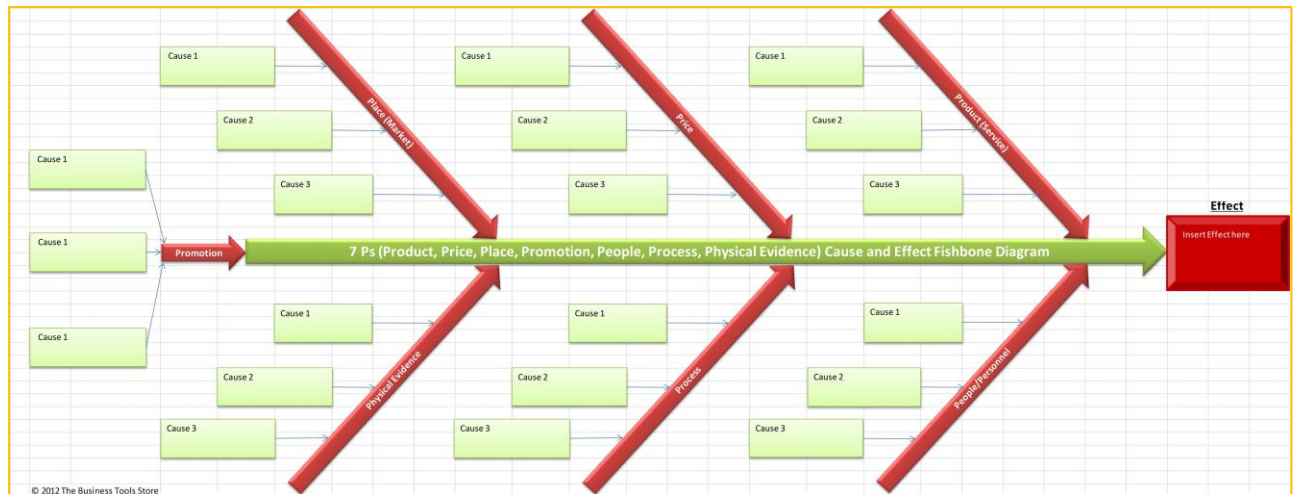 Cause 1
Cause 1
Cause 1
Place (Market)
Price
Product (Service)
Cause 2
Cause 2
Cause 2
Cause 1
Cause 3
Cause 3
Cause 3
Effect
Cause 1
Promotion
7 Ps (Product, Price, Place, Promotion, People, Process, Physical Evidence) Cause and Effect Fishbone Diagram
Insert Effect here
Cause 1
Cause 1
Cause 1
Cause 1
Physical Evidence
Process
People/Personnel
Cause 2
Cause 2
Cause 2
Cause 3
Cause 3
Cause 3
© 2012 The Business Tools Store